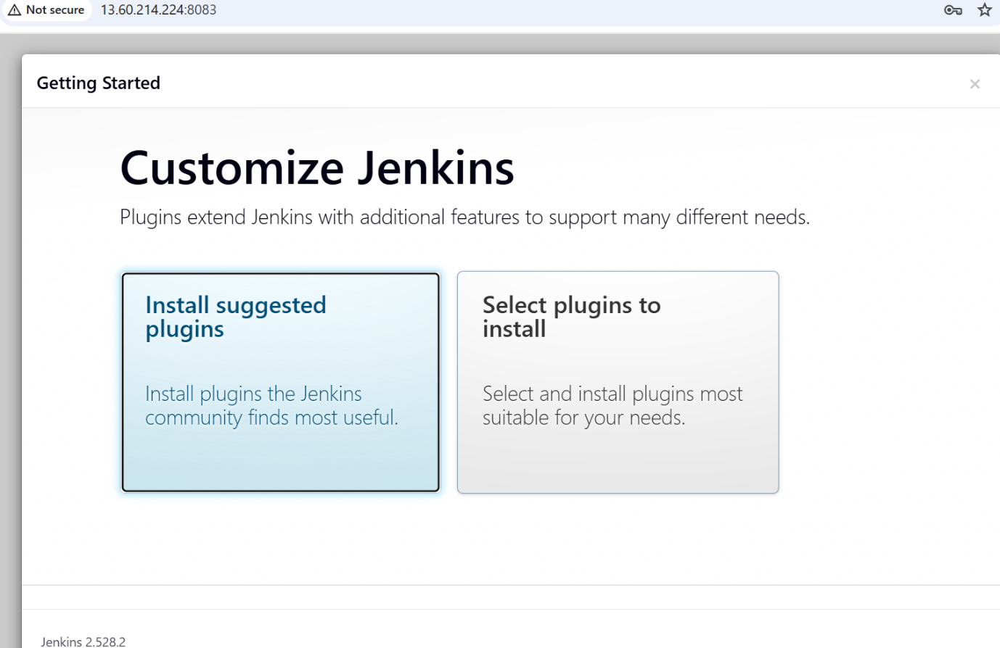 Not secure 13.60.214.224:8083
Getting Started
Customize Jenkins
Plugins extend Jenkins with additional features to support many different needs.
Install suggested
plugins
Install plugins the Jenkins
community finds most useful.
Select plugins to
install
Select and install plugins most
suitable for your needs.
Jenkins 2.528.2